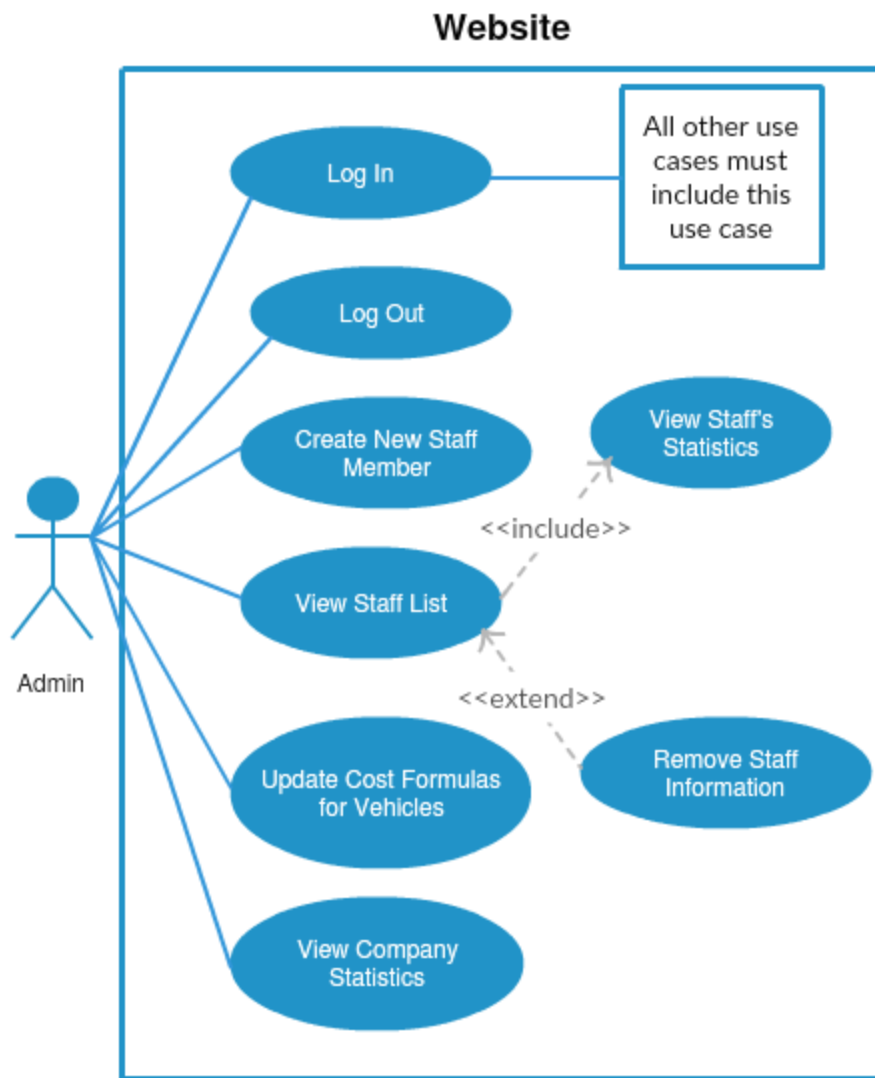 Website
Log In
All other use
cases must
include this
use case
Log Out
Create New Staff
Member
View Staff's
Statistics
<<include>>
View Staff List
Admin
<<extend>>
Update Cost Formulas
for Vehicles
Remove Staff
Information
View Company
Statistics